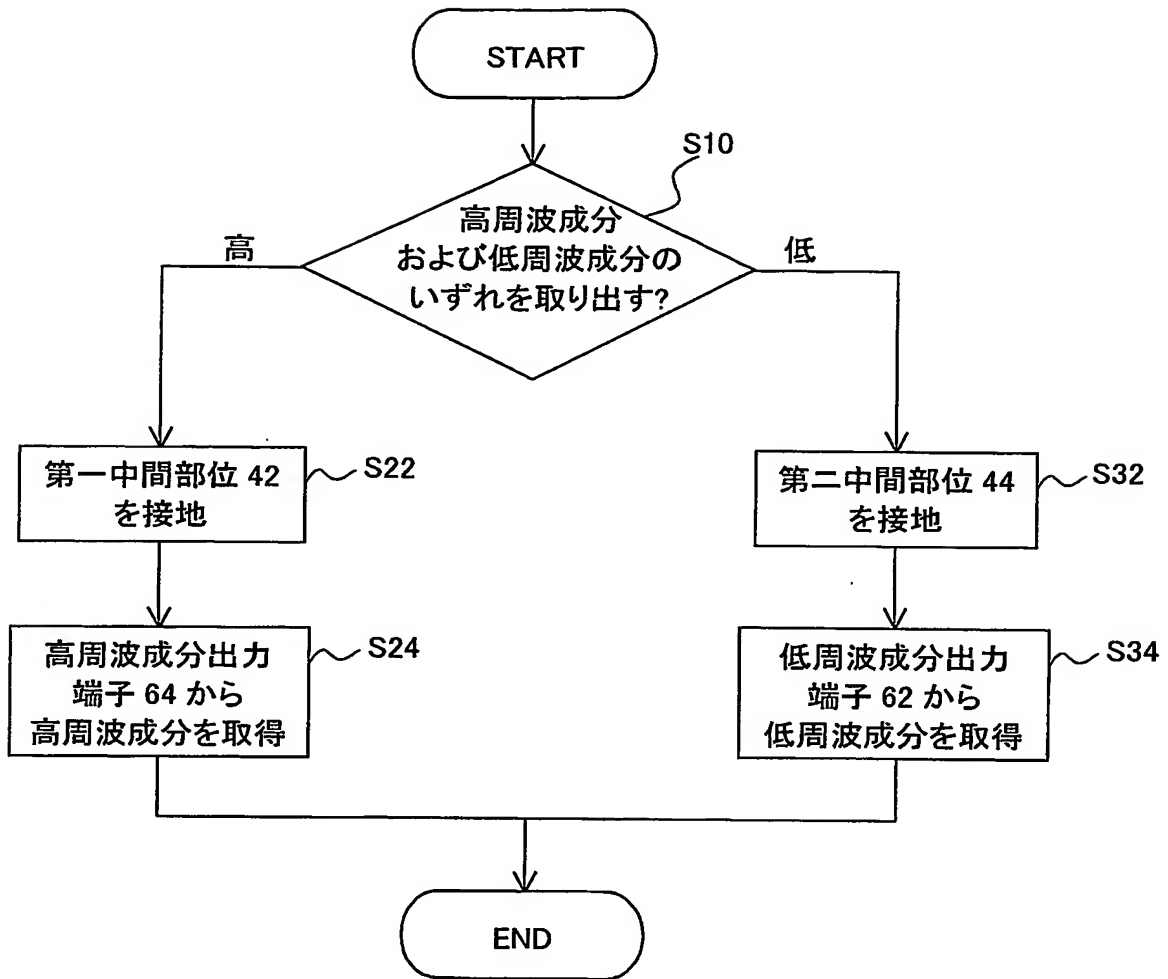 START
S10
高周波成分
および低周波成分の
いずれを取り出す?
高
低
第一中間部位 42
を接地
S22
第二中間部位 44
を接地
S32
高周波成分出力
端子 64 から
高周波成分を取得
S24
低周波成分出力
端子 62 から
低周波成分を取得
S34
END